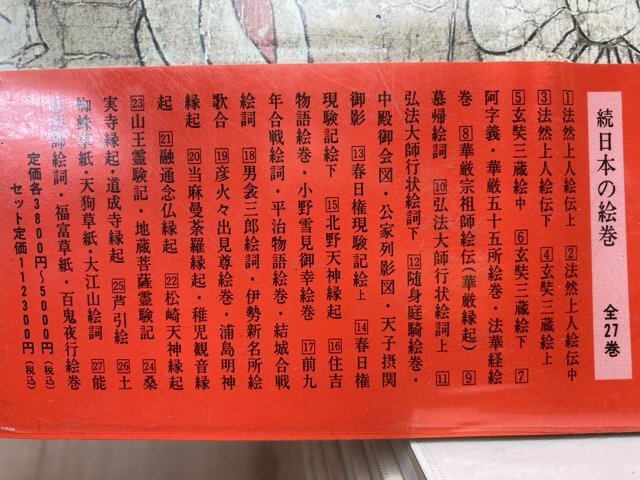 続日本の絵巻　全27巻
1法然上人絵伝上　2法然上人絵伝中
3法然上人絵伝下　4玄奘三蔵絵上
5玄奘三蔵絵中　6玄奘三蔵絵下　7
阿字義・華厳五十五所絵巻・法華経絵
巻　8華厳宗祖師絵伝（華厳縁起）　9
慕帰絵詞　10弘法大師行状絵詞上　11
弘法大師行状絵詞下　12随身庭騎絵巻・
中殿御会図・公家列影図・天子摂関
御影　13春日権現験記絵上　14春日権
現験記絵下　15北野天神縁起　16住吉
物語絵巻・小野雪見御幸絵巻　17前九
年合戦絵詞・平治物語絵巻・結城合戦
絵詞　18男衾三郎絵詞・伊勢新名所絵
歌合　19彦火々出見尊絵巻・浦島明神
縁起　20当麻曼荼羅縁起・稚児観音縁
起　21融通念仏縁起　22松崎天神縁起
23山王霊験記・地蔵菩薩霊験記　24桑
実寺縁起・道成寺縁起　25芦引絵　26土
蜘蛛草紙・天狗草紙・大江山絵詞　27能
恵法師絵詞・福富草紙・百鬼夜行絵巻
定価各3800円〜5000円（税込）
セット定価112300円（税込）